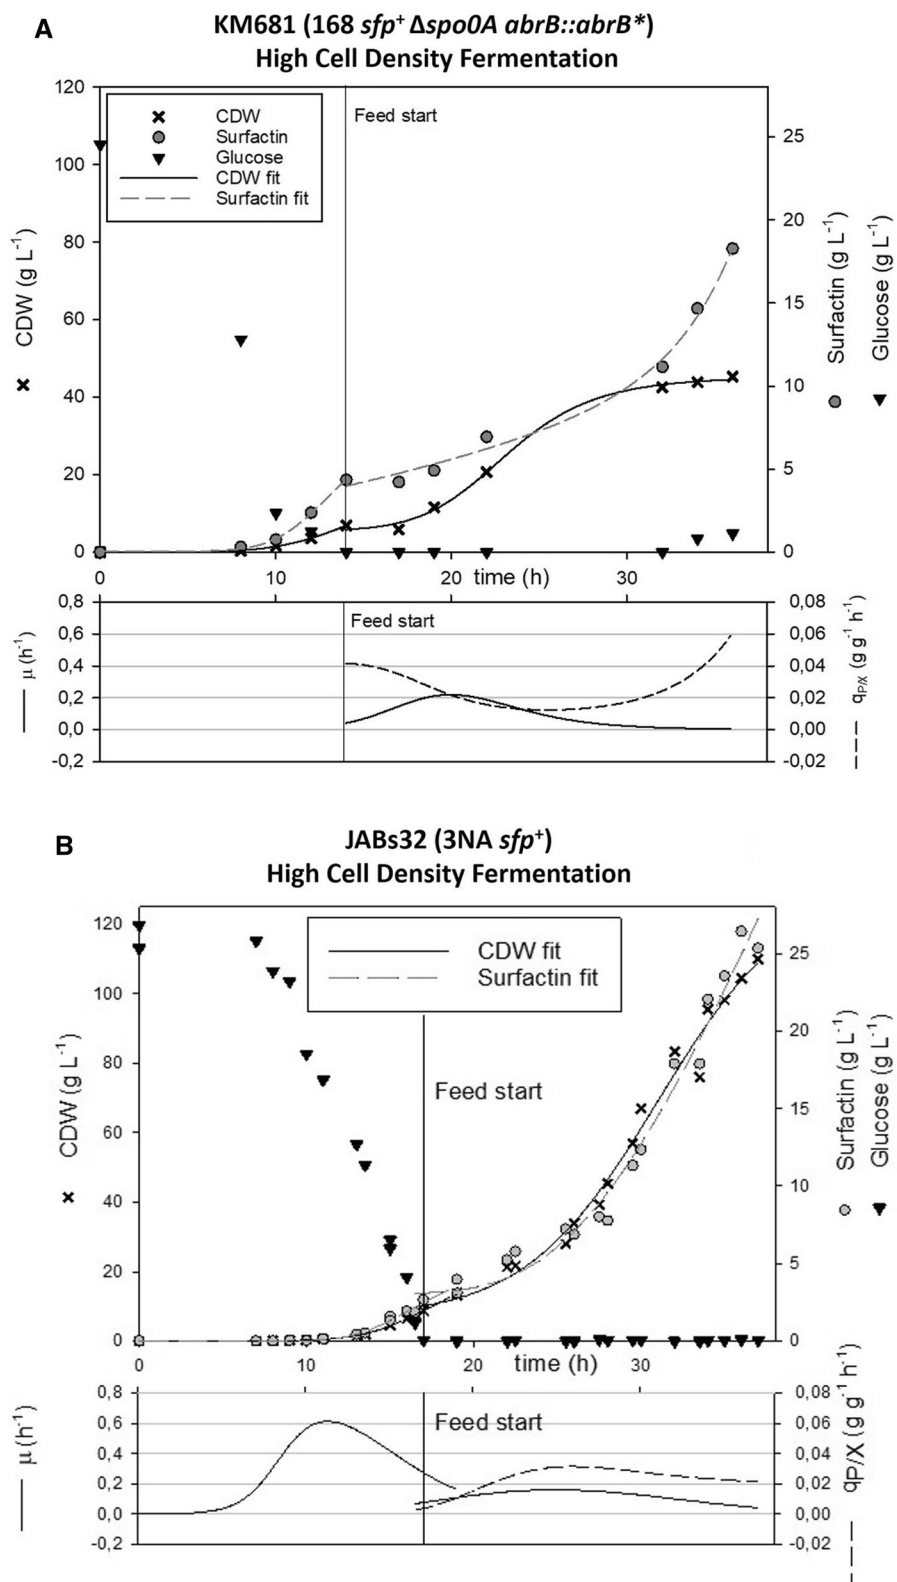 A
KM681 (168 sfp+ Δspo0A abrB::abrB*)
High Cell Density Fermentation
120
100
80
60
40
20
0
CDW (g L-1)
CDW
Surfactin
Glucose
CDW fit
Surfactin fit
Feed start
25
20
15
10
5
0
Surfactin (g L-1)
Glucose (g L-1)
0
10
20
time (h)
30
0,8
0,6
0,4
0,2
0,0
-0,2
μ (h-1)
Feed start
0,08
0,06
0,04
0,02
0,00
-0,02
qP/X (g g-1 h-1)
B
JABs32 (3NA sfp+)
High Cell Density Fermentation
120
100
80
60
40
20
0
CDW (g L-1)
CDW fit
Surfactin fit
Feed start
25
20
15
10
5
0
Surfactin (g L-1)
Glucose (g L-1)
0
10
20
time (h)
30
0,8
0,6
0,4
0,2
0,0
-0,2
μ (h-1)
Feed start
0,08
0,06
0,04
0,02
0,00
-0,02
qP/X (g g-1 h-1)